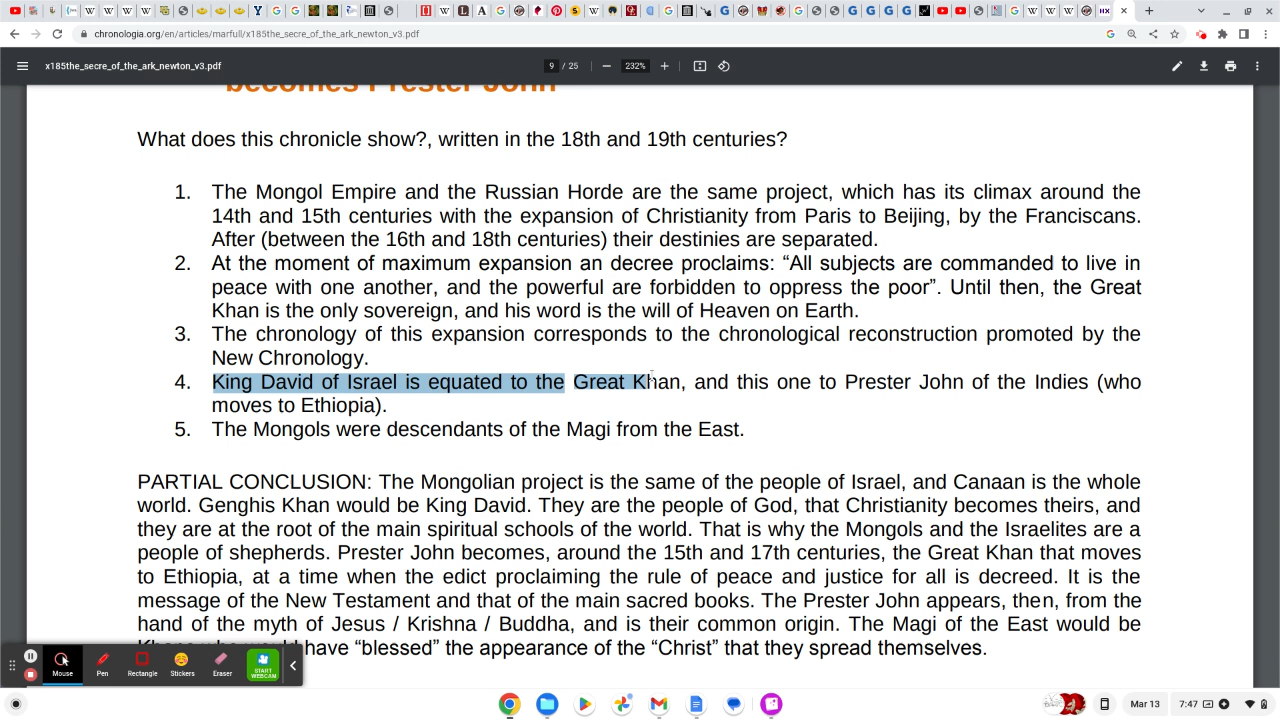 chronologia.org/en/articles/marfull/x185the_secre_of_the_ark_newton_v3.pdf
x185the_secre_of_the_ark_newton_v3.pdf
9 / 25
232%
becomes Prester John
What does this chronicle show?, written in the 18th and 19th centuries?
1. The Mongol Empire and the Russian Horde are the same project, which has its climax around the
14th and 15th centuries with the expansion of Christianity from Paris to Beijing, by the Franciscans.
After (between the 16th and 18th centuries) their destinies are separated.
2. At the moment of maximum expansion an decree proclaims: “All subjects are commanded to live in
peace with one another, and the powerful are forbidden to oppress the poor”. Until then, the Great
Khan is the only sovereign, and his word is the will of Heaven on Earth.
3. The chronology of this expansion corresponds to the chronological reconstruction promoted by the
New Chronology.
4. King David of Israel is equated to the Great Khan, and this one to Prester John of the Indies (who
moves to Ethiopia).
5. The Mongols were descendants of the Magi from the East.
PARTIAL CONCLUSION: The Mongolian project is the same of the people of Israel, and Canaan is the whole
world. Genghis Khan would be King David. They are the people of God, that Christianity becomes theirs, and
they are at the root of the main spiritual schools of the world. That is why the Mongols and the Israelites are a
people of shepherds. Prester John becomes, around the 15th and 17th centuries, the Great Khan that moves
to Ethiopia, at a time when the edict proclaiming the rule of peace and justice for all is decreed. It is the
message of the New Testament and that of the main sacred books. The Prester John appears, then, from the
hand of the myth of Jesus / Krishna / Buddha, and is their common origin. The Magi of the East would be
have “blessed” the appearance of the “Christ” that they spread themselves.
Mouse
Pen
Rectangle
Stickers
Eraser
START
WEBCAM
Mar 13
7:47